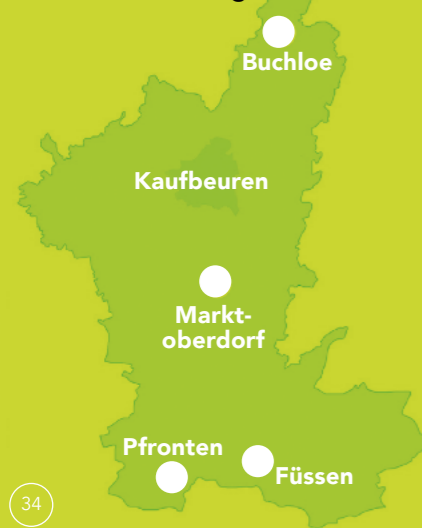 Buchloe
Kaufbeuren
Markt-
oberdorf
Pfronten
Füssen
34